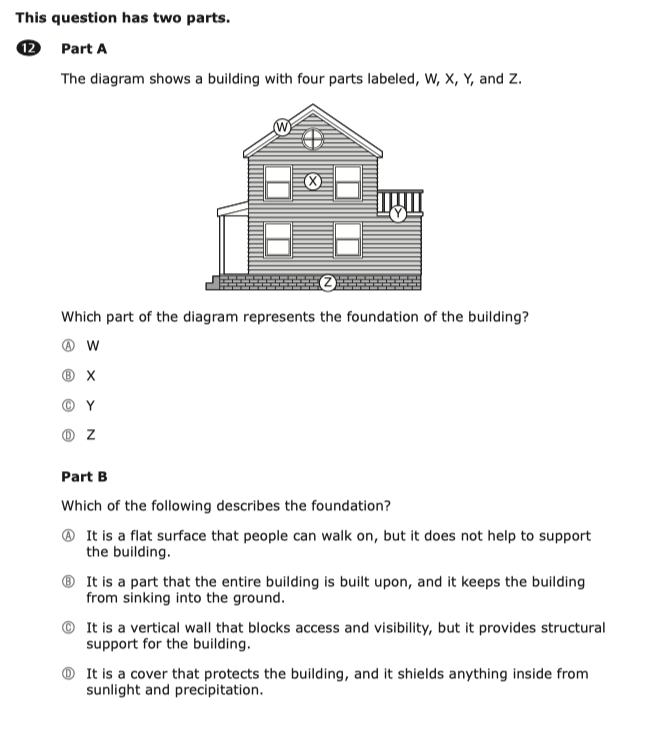 This question has two parts.
12 Part A
The diagram shows a building with four parts labeled, W, X, Y, and Z.
W
X
Y
Z
Which part of the diagram represents the foundation of the building?
Ⓐ W
Ⓑ X
Ⓒ Y
Ⓓ Z
Part B
Which of the following describes the foundation?
Ⓐ It is a flat surface that people can walk on, but it does not help to support
the building.
Ⓑ It is a part that the entire building is built upon, and it keeps the building
from sinking into the ground.
Ⓒ It is a vertical wall that blocks access and visibility, but it provides structural
support for the building.
Ⓓ It is a cover that protects the building, and it shields anything inside from
sunlight and precipitation.